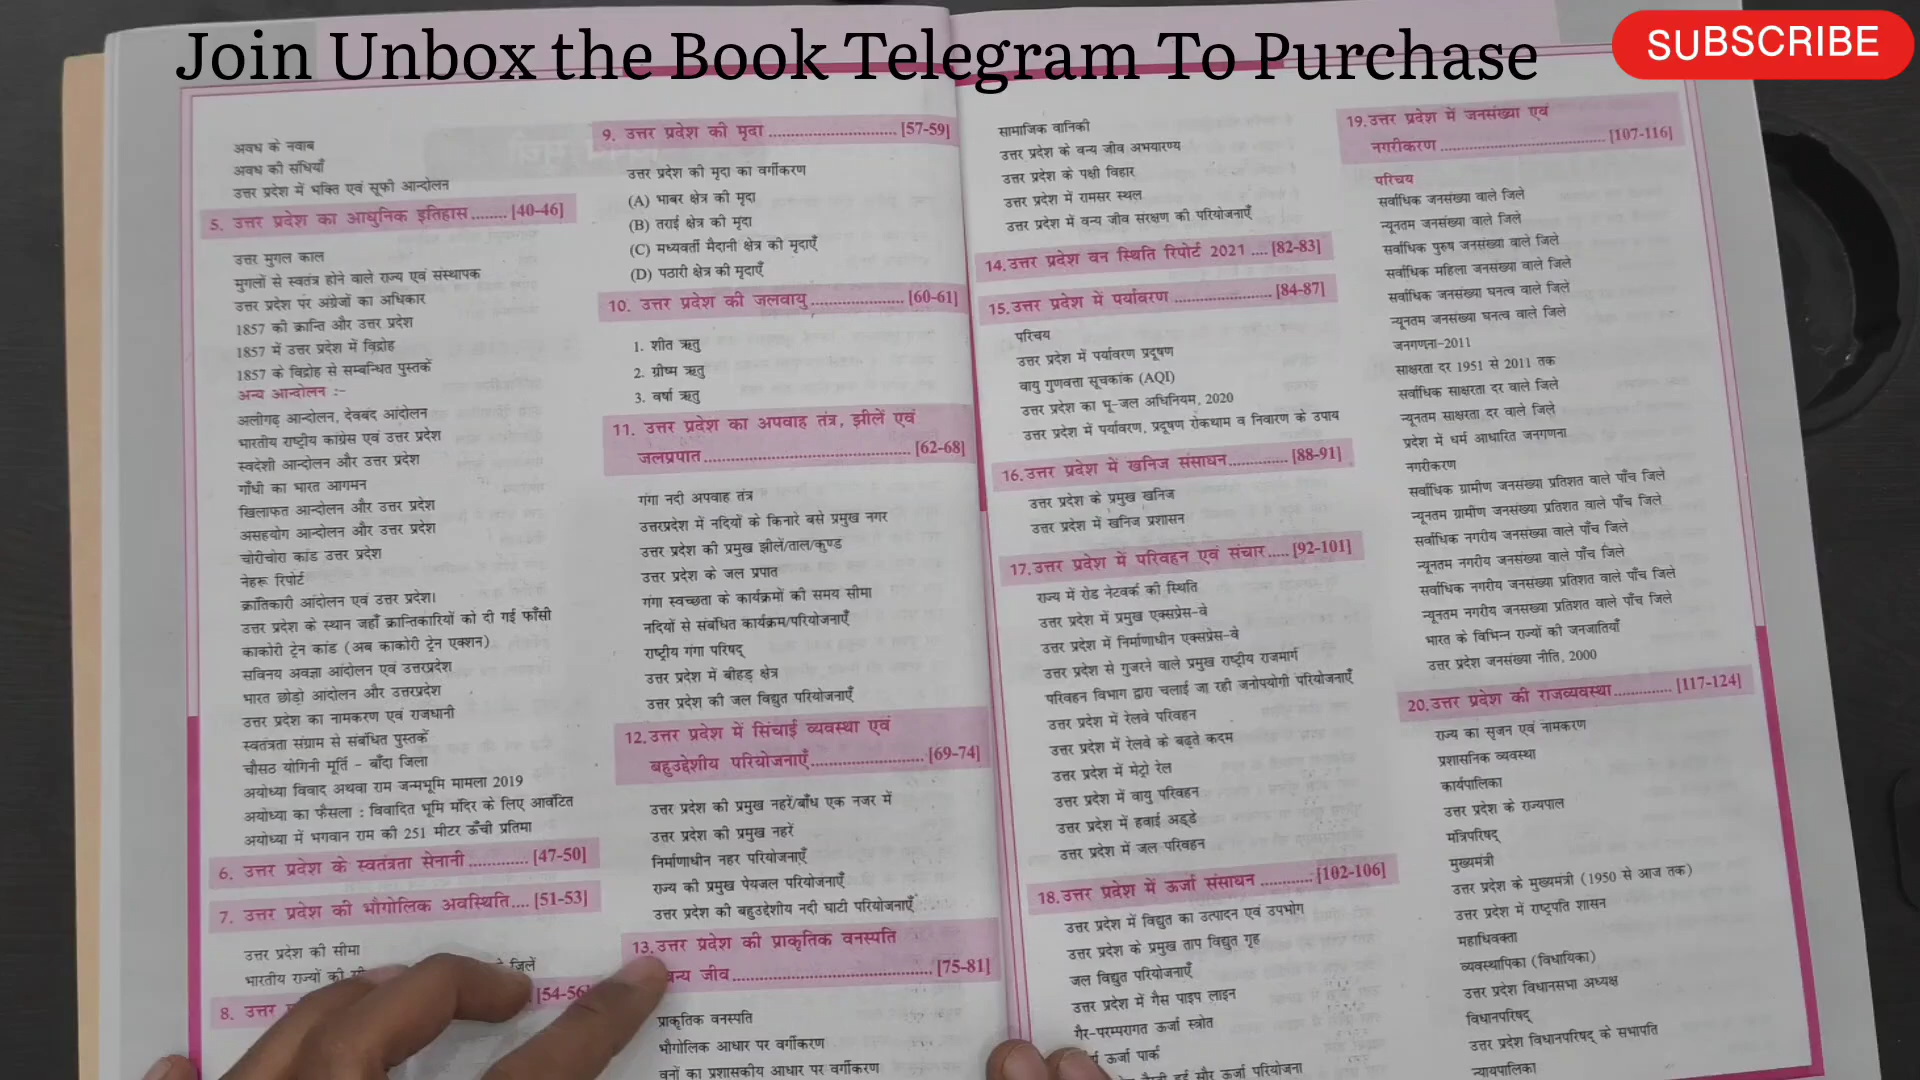 Join Unbox the Book Telegram To Purchase
SUBSCRIBE
अवध के नवाब
अवध की संधियाँ
उत्तर प्रदेश में भक्ति एवं सूफी आन्दोलन
5. उत्तर प्रदेश का आधुनिक इतिहास ........ [40-46]
उत्तर मुगल काल
मुगलों से स्वतंत्र होने वाले राज्य एवं संस्थापक
उत्तर प्रदेश पर अंग्रेजों का अधिकार
1857 की क्रान्ति और उत्तर प्रदेश
1857 में उत्तर प्रदेश में विद्रोह
1857 के विद्रोह से सम्बन्धित पुस्तकें
अन्य आन्दोलन :-
अलीगढ़ आन्दोलन, देवबंद आंदोलन
भारतीय राष्ट्रीय कांग्रेस एवं उत्तर प्रदेश
स्वदेशी आन्दोलन और उत्तर प्रदेश
गाँधी का भारत आगमन
खिलाफत आन्दोलन और उत्तर प्रदेश
असहयोग आन्दोलन और उत्तर प्रदेश
चोरीचोरा कांड उत्तर प्रदेश
नेहरू रिपोर्ट
क्रांतिकारी आंदोलन एवं उत्तर प्रदेश।
उत्तर प्रदेश के स्थान जहाँ क्रान्तिकारियों को दी गई फाँसी
काकोरी ट्रेन कांड (अब काकोरी ट्रेन एक्शन)
सविनय अवज्ञा आंदोलन एवं उत्तरप्रदेश
भारत छोड़ो आंदोलन और उत्तरप्रदेश
उत्तर प्रदेश का नामकरण एवं राजधानी
स्वतंत्रता संग्राम से संबंधित पुस्तकें
चौसठ योगिनी मूर्ति - बाँदा जिला
अयोध्या विवाद अथवा राम जन्मभूमि मामला 2019
अयोध्या का फैसला : विवादित भूमि मंदिर के लिए आवंटित
अयोध्या में भगवान राम की 251 मीटर ऊँची प्रतिमा
6. उत्तर प्रदेश के स्वतंत्रता सेनानी ............. [47-50]
7. उत्तर प्रदेश की भौगोलिक अवस्थिति.... [51-53]
उत्तर प्रदेश की सीमा
भारतीय राज्यों की जिलें
8. उत्तर [54-56]
9. उत्तर प्रदेश की मृदा ............................ [57-59]
उत्तर प्रदेश की मृदा का वर्गीकरण
(A) भाबर क्षेत्र की मृदा
(B) तराई क्षेत्र की मृदा
(C) मध्यवर्ती मैदानी क्षेत्र की मृदाएँ
(D) पठारी क्षेत्र की मृदाएँ
10. उत्तर प्रदेश की जलवायु .................... [60-61]
1. शीत ऋतु
2. ग्रीष्म ऋतु
3. वर्षा ऋतु
11. उत्तर प्रदेश का अपवाह तंत्र, झीलें एवं
जलप्रपात............................................. [62-68]
गंगा नदी अपवाह तंत्र
उत्तरप्रदेश में नदियों के किनारे बसे प्रमुख नगर
उत्तर प्रदेश की प्रमुख झीलें/ताल/कुण्ड
उत्तर प्रदेश के जल प्रपात
गंगा स्वच्छता के कार्यक्रमों की समय सीमा
नदियों से संबंधित कार्यक्रम/परियोजनाएँ
राष्ट्रीय गंगा परिषद्
उत्तर प्रदेश में बीहड़ क्षेत्र
उत्तर प्रदेश की जल विद्युत परियोजनाएँ
12. उत्तर प्रदेश में सिंचाई व्यवस्था एवं
बहुउद्देशीय परियोजनाएँ........................ [69-74]
उत्तर प्रदेश की प्रमुख नहरें/बाँध एक नजर में
उत्तर प्रदेश की प्रमुख नहरें
निर्माणाधीन नहर परियोजनाएँ
राज्य की प्रमुख पेयजल परियोजनाएँ
उत्तर प्रदेश की बहुउद्देशीय नदी घाटी परियोजनाएँ
13. उत्तर प्रदेश की प्राकृतिक वनस्पति
वन्य जीव........................................... [75-81]
प्राकृतिक वनस्पति
भौगोलिक आधार पर वर्गीकरण
वनों का प्रशासकीय आधार पर वर्गीकरण
सामाजिक वानिकी
उत्तर प्रदेश के वन्य जीव अभयारण्य
उत्तर प्रदेश के पक्षी विहार
उत्तर प्रदेश में रामसर स्थल
उत्तर प्रदेश में वन्य जीव संरक्षण की परियोजनाएँ
14. उत्तर प्रदेश वन स्थिति रिपोर्ट 2021 .... [82-83]
15. उत्तर प्रदेश में पर्यावरण ..................... [84-87]
परिचय
उत्तर प्रदेश में पर्यावरण प्रदूषण
वायु गुणवत्ता सूचकांक (AQI)
उत्तर प्रदेश का भू-जल अधिनियम, 2020
उत्तर प्रदेश में पर्यावरण, प्रदूषण रोकथाम व निवारण के उपाय
16. उत्तर प्रदेश में खनिज संसाधन............. [88-91]
उत्तर प्रदेश के प्रमुख खनिज
उत्तर प्रदेश में खनिज प्रशासन
17. उत्तर प्रदेश में परिवहन एवं संचार..... [92-101]
राज्य में रोड नेटवर्क की स्थिति
उत्तर प्रदेश में प्रमुख एक्सप्रेस-वे
उत्तर प्रदेश में निर्माणाधीन एक्सप्रेस-वे
उत्तर प्रदेश से गुजरने वाले प्रमुख राष्ट्रीय राजमार्ग
परिवहन विभाग द्वारा चलाई जा रही जनोपयोगी परियोजनाएँ
उत्तर प्रदेश में रेलवे परिवहन
उत्तर प्रदेश में रेलवे के बढ़ते कदम
उत्तर प्रदेश में मेट्रो रेल
उत्तर प्रदेश में वायु परिवहन
उत्तर प्रदेश में हवाई अड्डे
उत्तर प्रदेश में जल परिवहन
18. उत्तर प्रदेश में ऊर्जा संसाधन ........... [102-106]
उत्तर प्रदेश में विद्युत का उत्पादन एवं उपभोग
उत्तर प्रदेश के प्रमुख ताप विद्युत गृह
जल विद्युत परियोजनाएँ
उत्तर प्रदेश में गैस पाइप लाइन
गैर-परम्परागत ऊर्जा स्त्रोत
ऊर्जा पार्क
सौर ऊर्जा परियोजना
19. उत्तर प्रदेश में जनसंख्या एवं
नगरीकरण .................................... [107-116]
परिचय
सर्वाधिक जनसंख्या वाले जिले
न्यूनतम जनसंख्या वाले जिले
सर्वाधिक पुरुष जनसंख्या वाले जिले
सर्वाधिक महिला जनसंख्या वाले जिले
सर्वाधिक जनसंख्या घनत्व वाले जिले
न्यूनतम जनसंख्या घनत्व वाले जिले
जनगणना-2011
साक्षरता दर 1951 से 2011 तक
सर्वाधिक साक्षरता दर वाले जिले
न्यूनतम साक्षरता दर वाले जिले
प्रदेश में धर्म आधारित जनगणना
नगरीकरण
सर्वाधिक ग्रामीण जनसंख्या प्रतिशत वाले पाँच जिले
न्यूनतम ग्रामीण जनसंख्या प्रतिशत वाले पाँच जिले
सर्वाधिक नगरीय जनसंख्या वाले पाँच जिले
न्यूनतम नगरीय जनसंख्या वाले पाँच जिले
सर्वाधिक नगरीय जनसंख्या प्रतिशत वाले पाँच जिले
न्यूनतम नगरीय जनसंख्या प्रतिशत वाले पाँच जिले
भारत के विभिन्न राज्यों की जनजातियाँ
उत्तर प्रदेश जनसंख्या नीति, 2000
20. उत्तर प्रदेश की राजव्यवस्था............. [117-124]
राज्य का सृजन एवं नामकरण
प्रशासनिक व्यवस्था
कार्यपालिका
उत्तर प्रदेश के राज्यपाल
मंत्रिपरिषद्
मुख्यमंत्री
उत्तर प्रदेश के मुख्यमंत्री (1950 से आज तक)
उत्तर प्रदेश में राष्ट्रपति शासन
महाधिवक्ता
व्यवस्थापिका (विधायिका)
उत्तर प्रदेश विधानसभा अध्यक्ष
विधानपरिषद्
उत्तर प्रदेश विधानपरिषद् के सभापति
न्यायपालिका